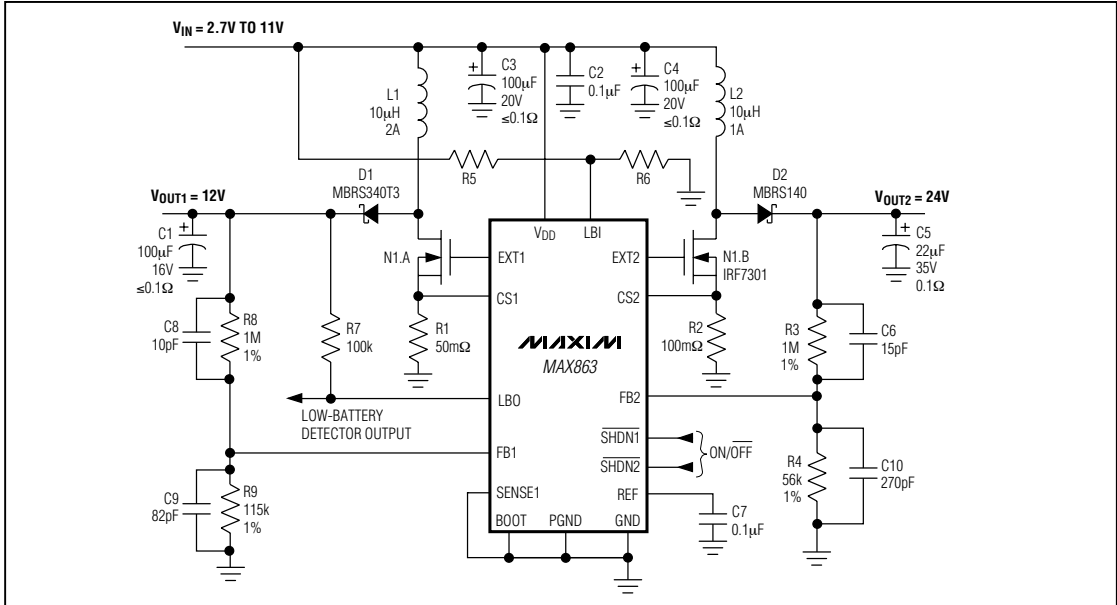 VIN = 2.7V TO 11V
C3
100μF
20V
≤0.1Ω
C2
0.1μF
C4
100μF
20V
≤0.1Ω
L1
10μH
2A
L2
10μH
1A
R5
R6
D1
MBRS340T3
D2
MBRS140
VOUT1 = 12V
VOUT2 = 24V
C1
100μF
16V
≤0.1Ω
C5
22μF
35V
0.1Ω
VDD
LBI
N1.A
EXT1
EXT2
N1.B
IRF7301
CS1
CS2
C8
10pF
R8
1M
1%
R7
100k
R1
50mΩ
MAXIM
MAX863
R2
100mΩ
R3
1M
1%
C6
15pF
LBO
FB2
LOW-BATTERY
DETECTOR OUTPUT
FB1
SHDN1
SHDN2
ON/OFF
R4
56k
1%
C10
270pF
C9
82pF
R9
115k
1%
SENSE1
REF
C7
0.1μF
BOOT
PGND
GND